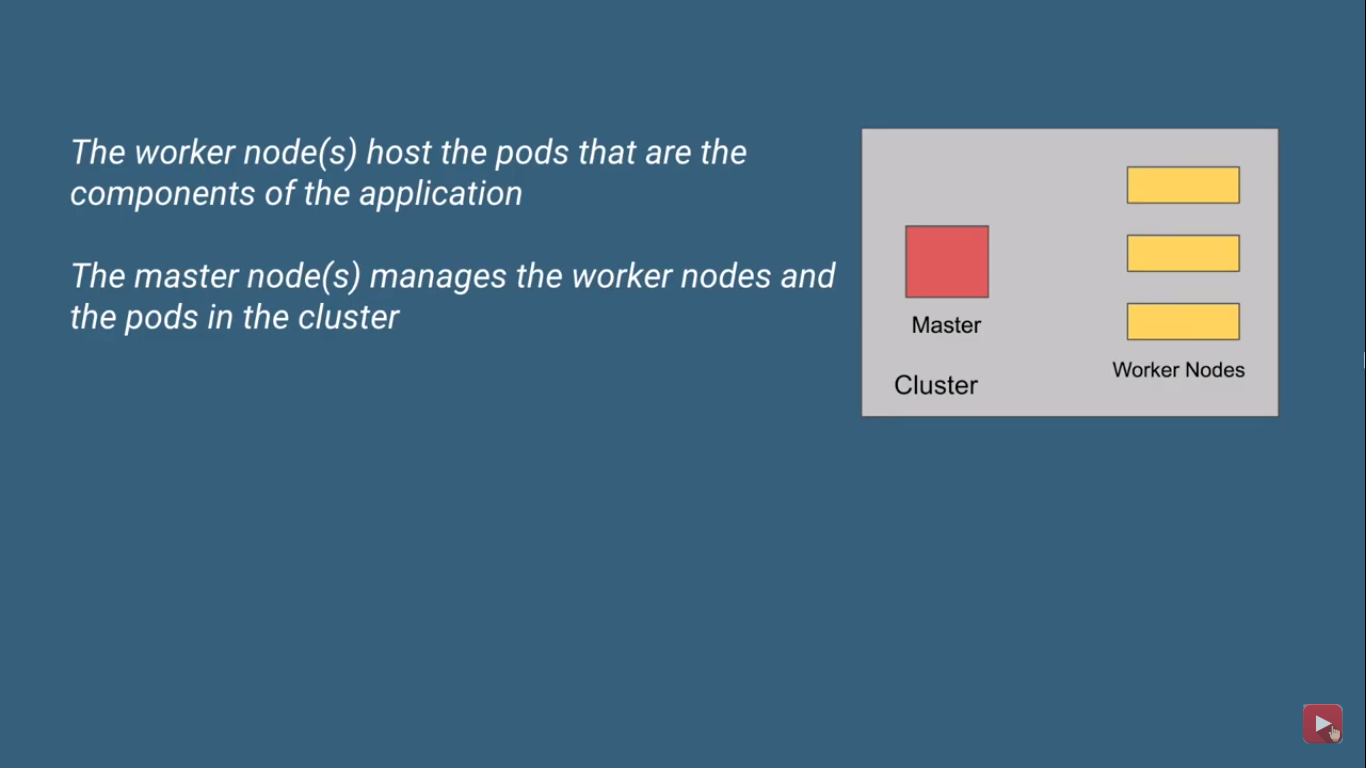 The worker node(s) host the pods that are the
components of the application
The master node(s) manages the worker nodes and
the pods in the cluster
Master
Worker Nodes
Cluster